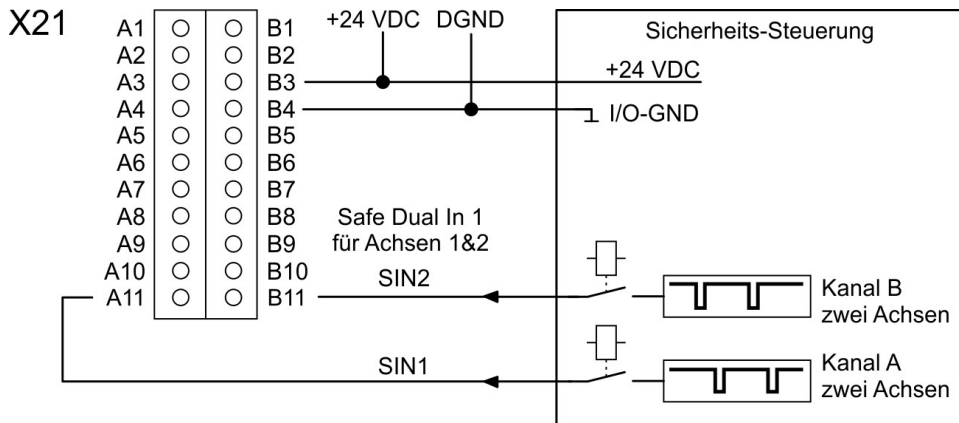 X21
A1 B1
A2 B2
A3 B3
A4 B4
A5 B5
A6 B6
A7 B7
A8 B8
A9 B9
A10 B10
A11 B11
+24 VDC DGND
Sicherheits-Steuerung
+24 VDC
I/O-GND
Safe Dual In 1
für Achsen 1&2
SIN2
Kanal B
zwei Achsen
SIN1
Kanal A
zwei Achsen